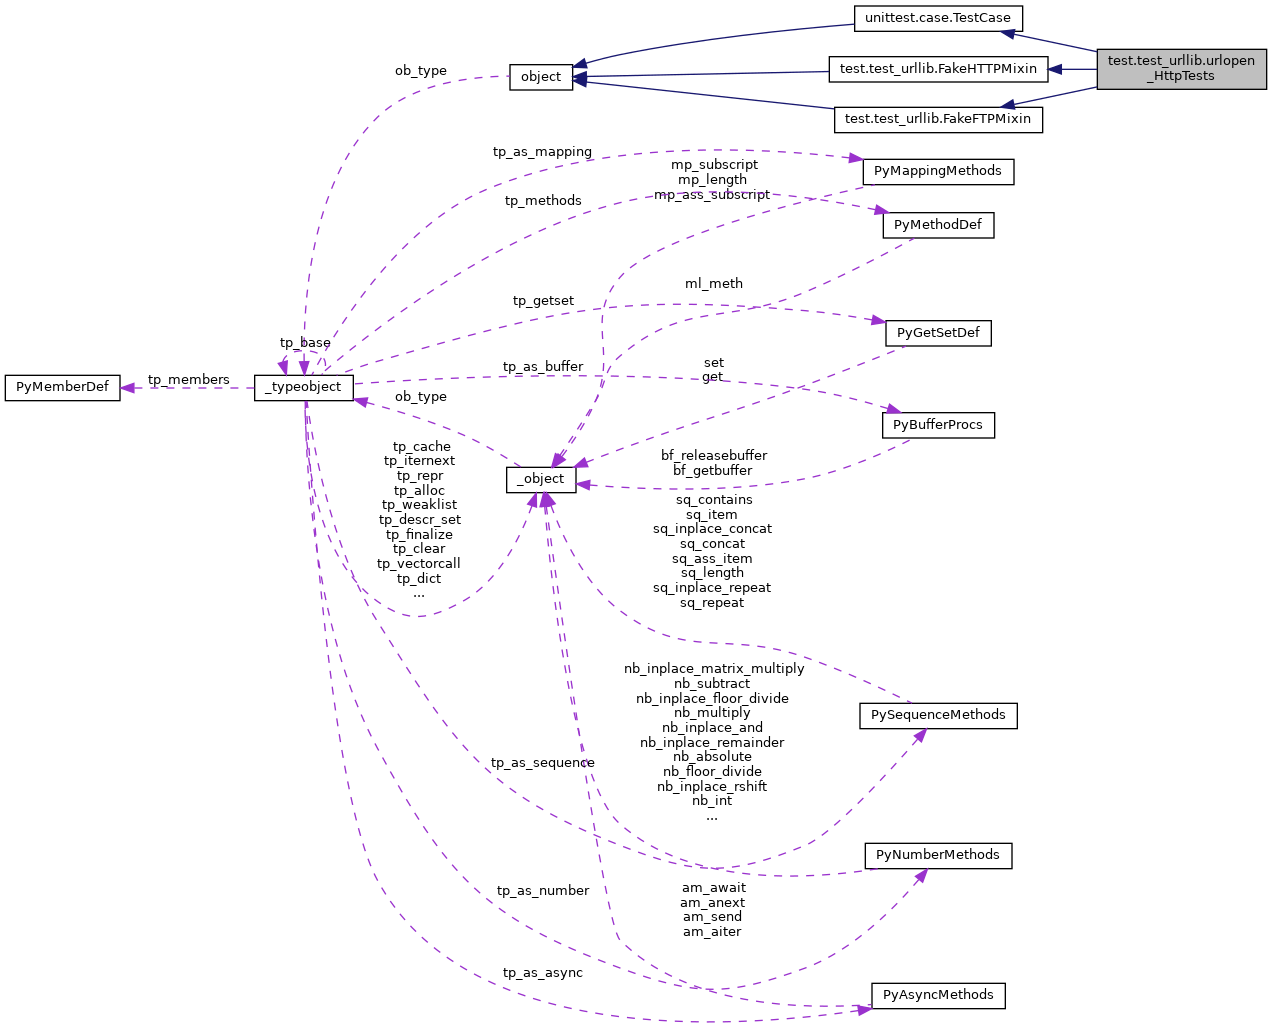 unittest.case.TestCase
test.test_urllib.urlopen
_HttpTests
ob_type
object
test.test_urllib.FakeHTTPMixin
test.test_urllib.FakeFTPMixin
tp_as_mapping
mp_subscript
mp_length
mp_ass_subscript
PyMappingMethods
tp_methods
PyMethodDef
ml_meth
tp_getset
PyGetSetDef
tp_base
tp_as_buffer
set
get
PyMemberDef
tp_members
_typeobject
ob_type
PyBufferProcs
tp_cache
tp_iternext
tp_repr
tp_alloc
tp_weaklist
tp_descr_set
tp_finalize
tp_clear
tp_vectorcall
tp_dict
...
_object
bf_releasebuffer
bf_getbuffer
sq_contains
sq_item
sq_inplace_concat
sq_concat
sq_ass_item
sq_length
sq_inplace_repeat
sq_repeat
nb_inplace_matrix_multiply
nb_subtract
nb_inplace_floor_divide
nb_multiply
nb_inplace_and
nb_inplace_remainder
nb_absolute
nb_floor_divide
nb_inplace_rshift
nb_int
...
PySequenceMethods
tp_as_sequence
PyNumberMethods
tp_as_number
am_await
am_anext
am_send
am_aiter
tp_as_async
PyAsyncMethods